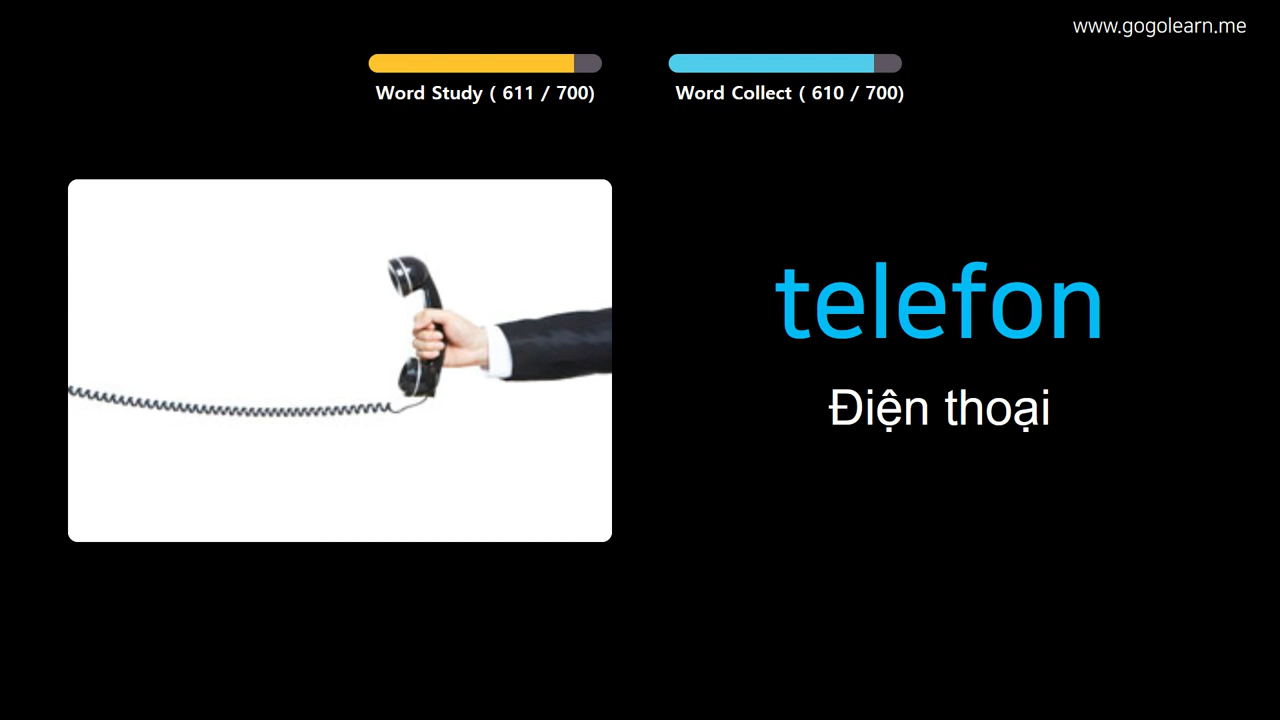 www.gogolearn.me
Word Study ( 611 / 700)
Word Collect ( 610 / 700)
telefon
Điện thoại